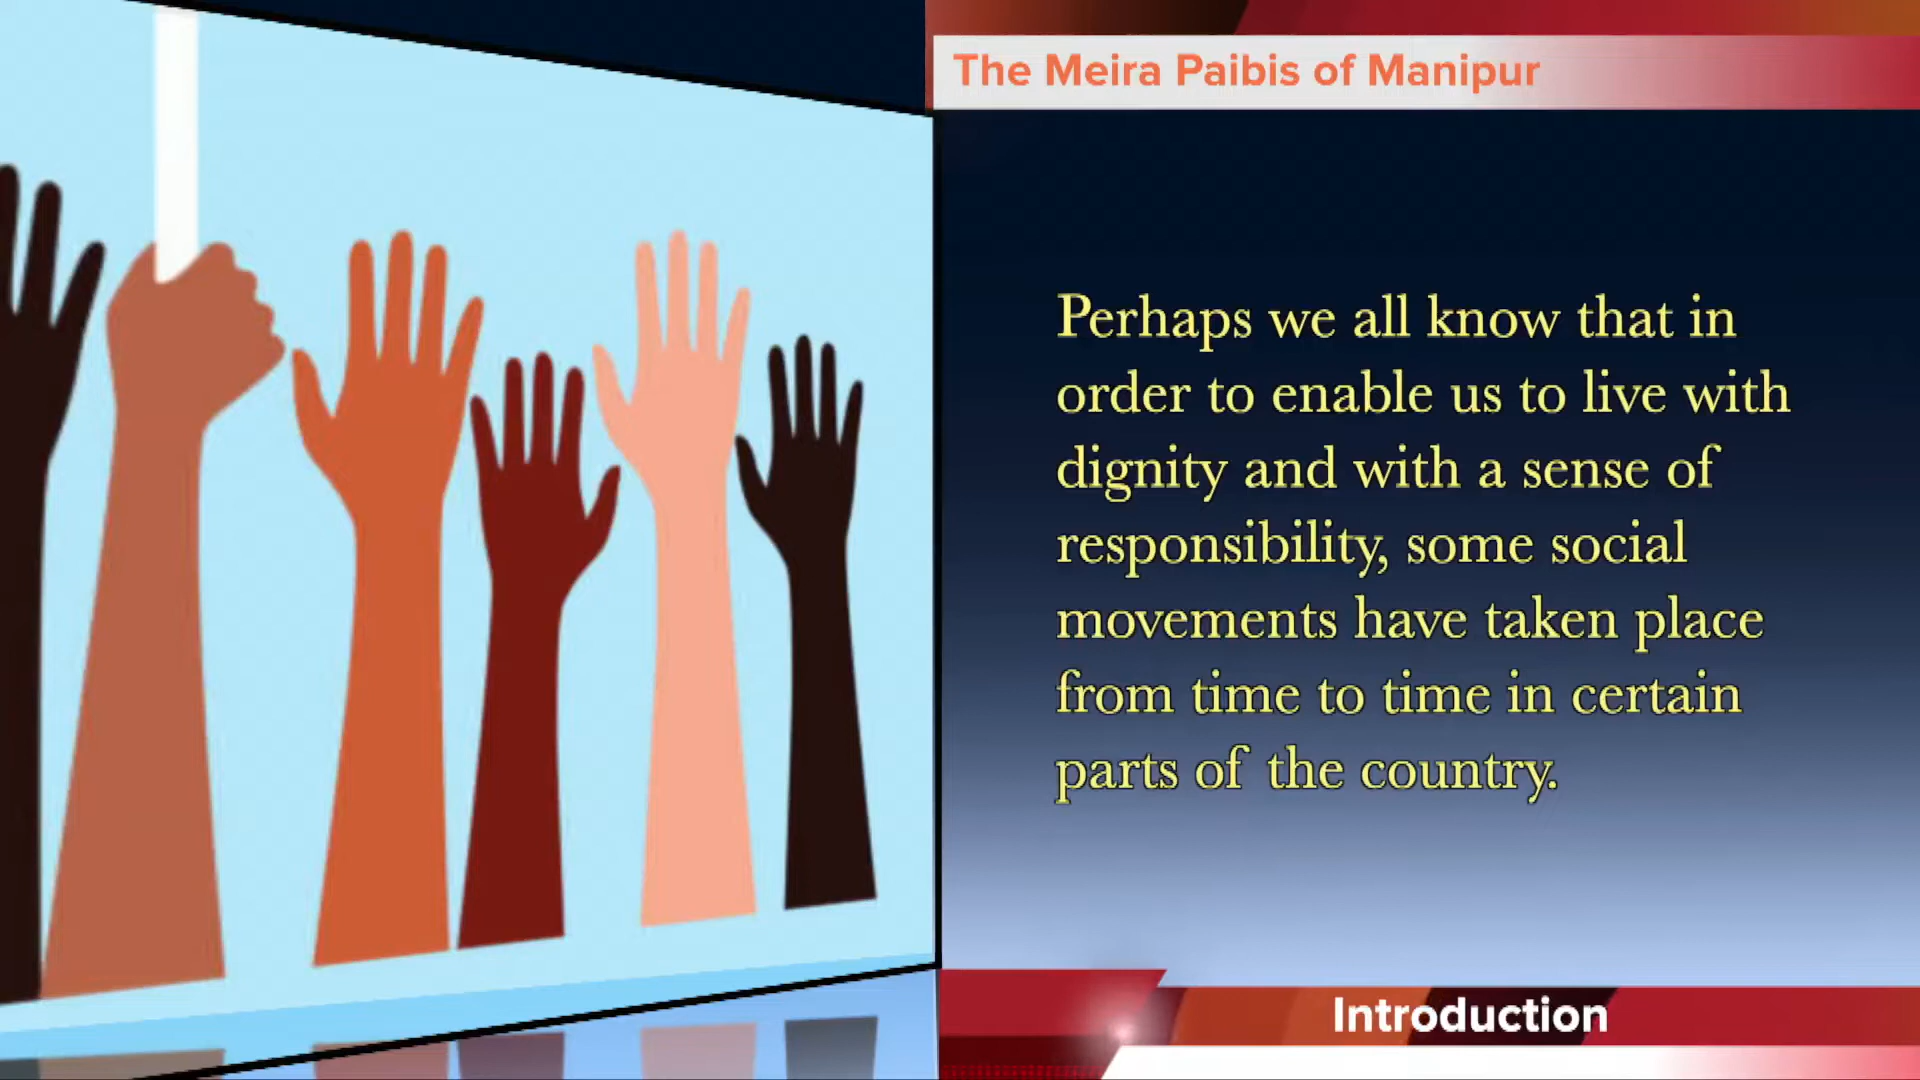 The Meira Paibis of Manipur
Perhaps we all know that in
order to enable us to live with
dignity and with a sense of
responsibility, some social
movements have taken place
from time to time in certain
parts of the country.
Introduction